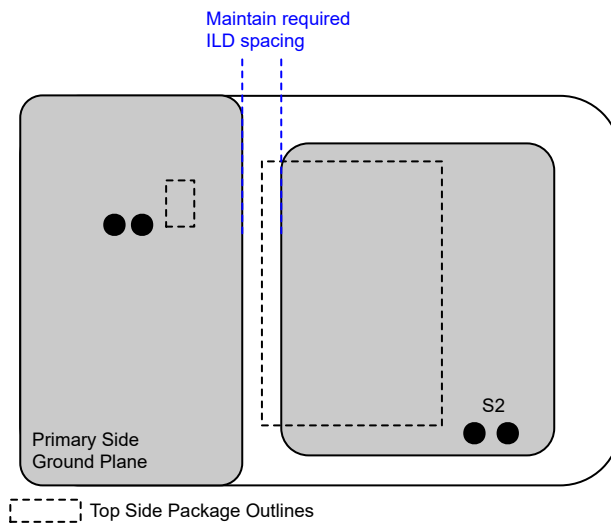 Maintain required
ILD spacing
S2
Primary Side
Ground Plane
Top Side Package Outlines